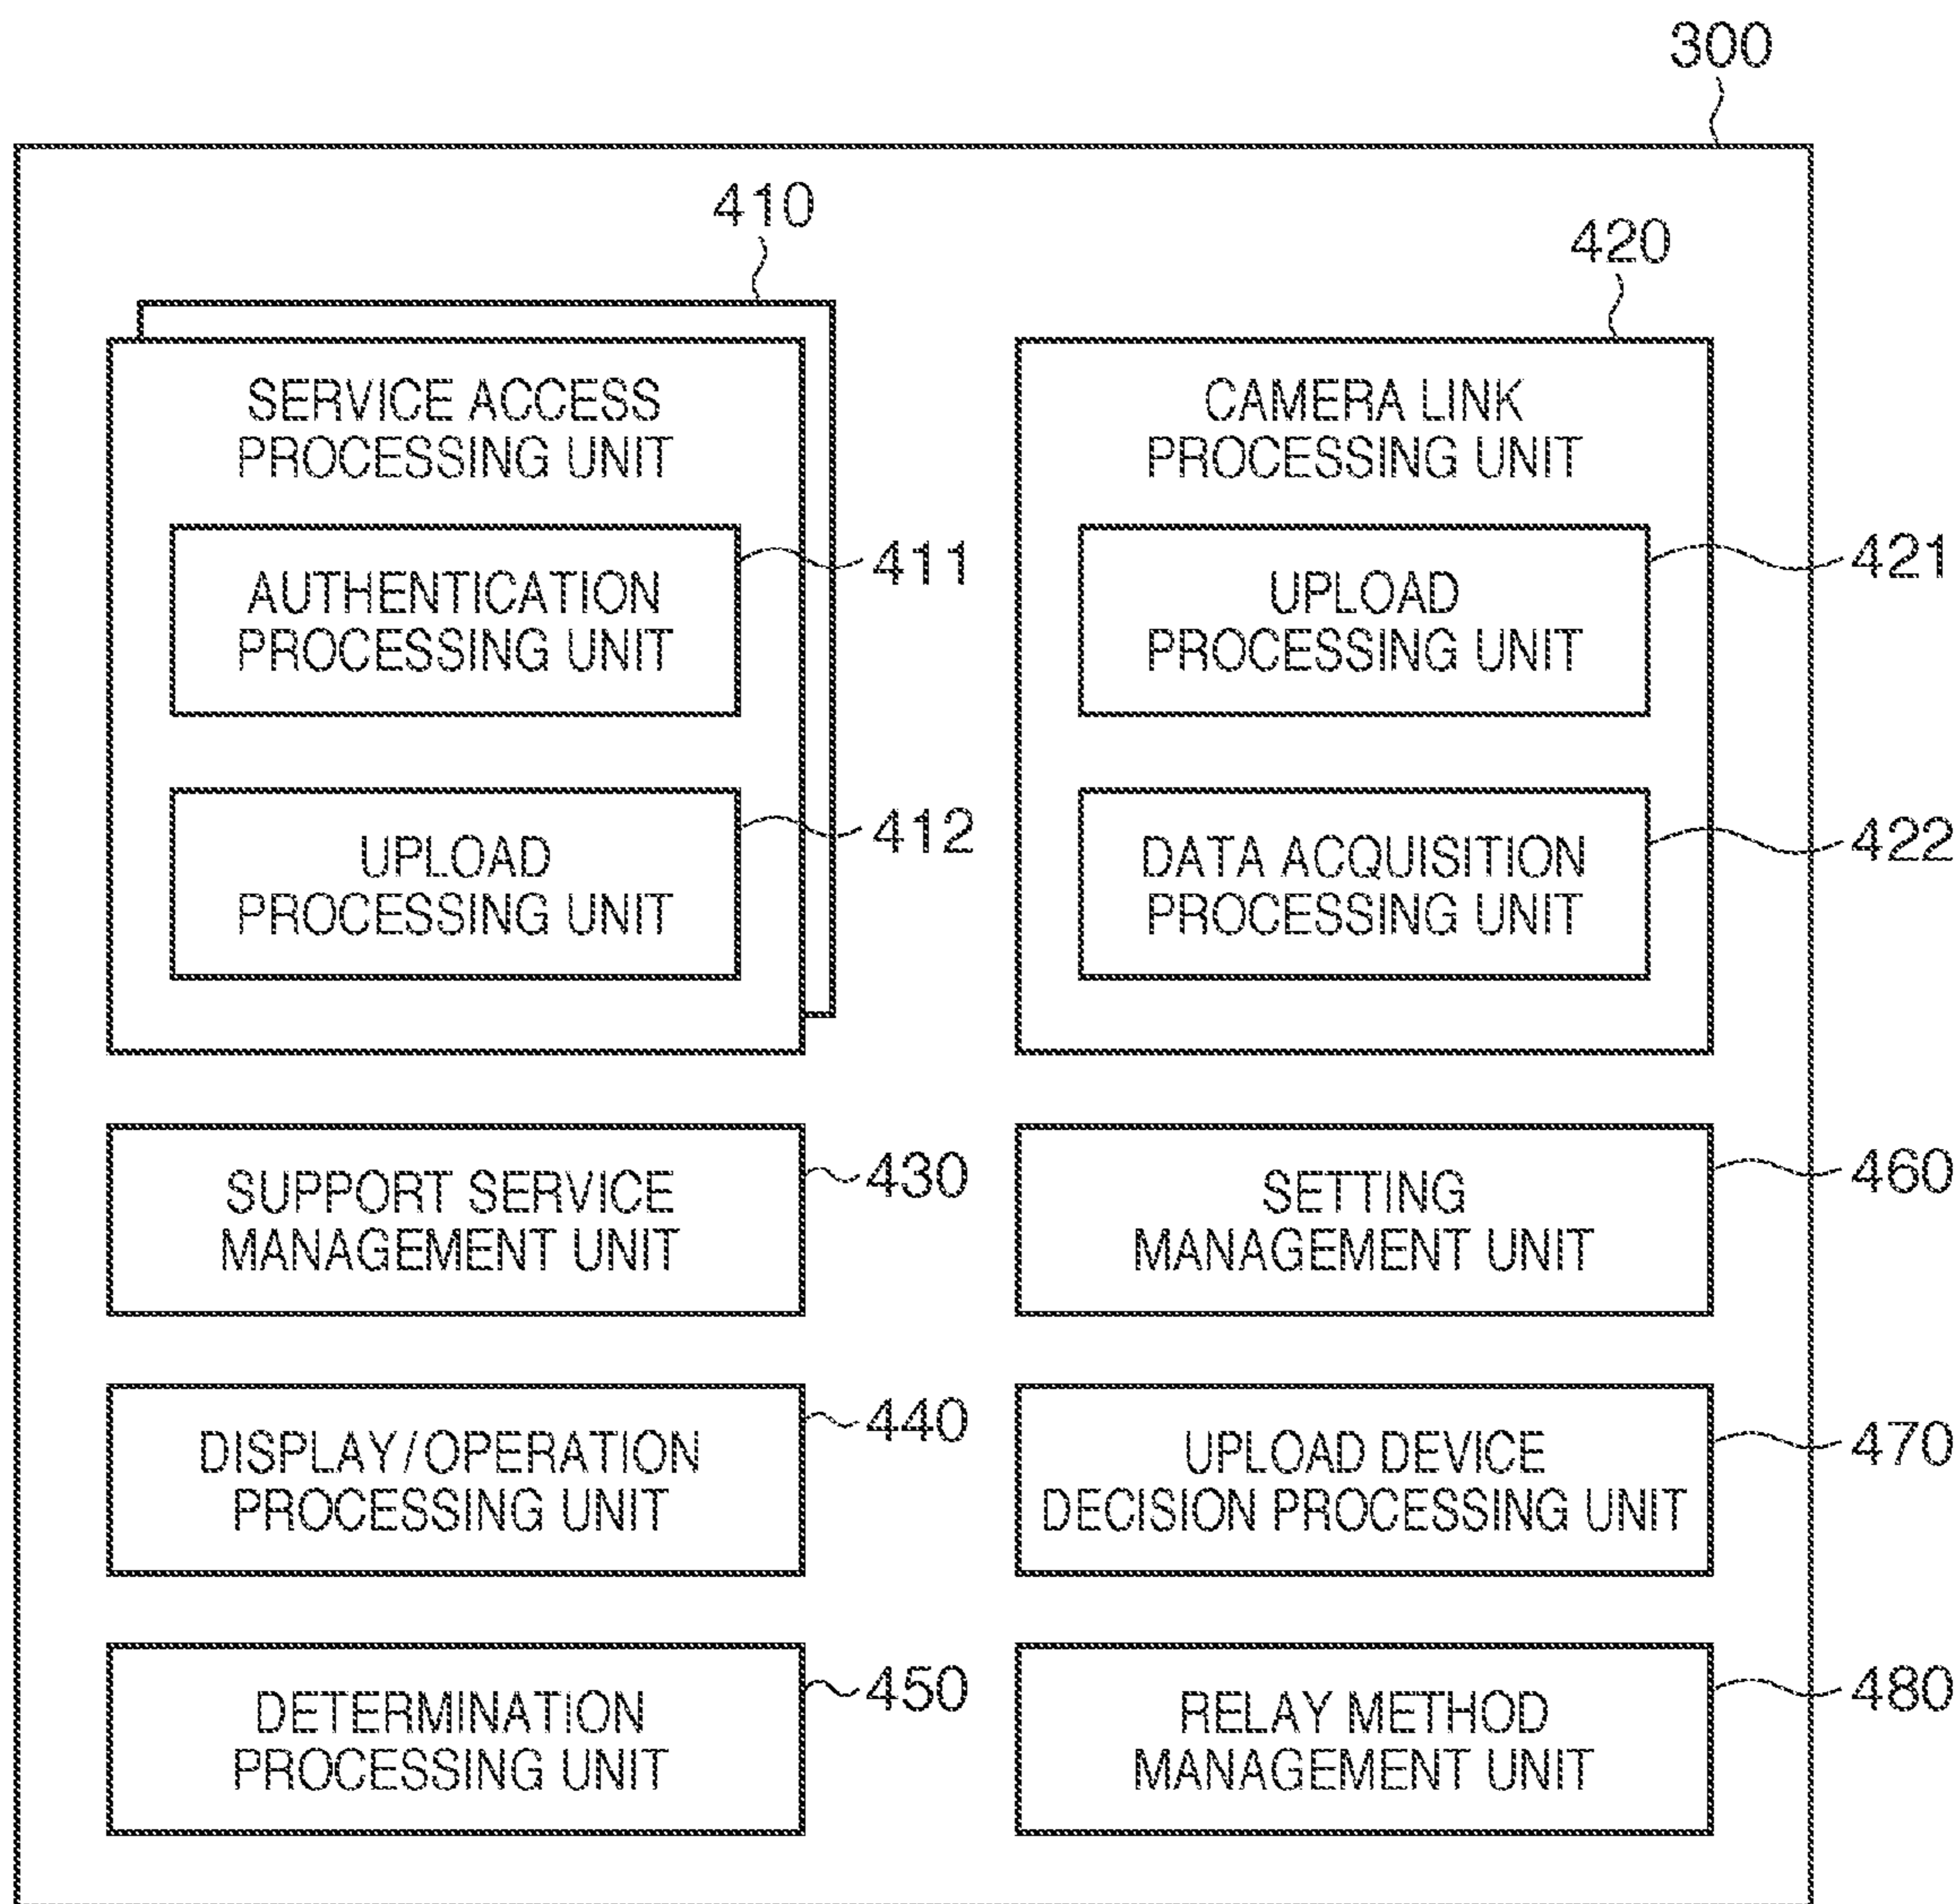 300
410
420
SERVICE ACCESS
PROCESSING UNIT
CAMERA LINK
PROCESSING UNIT
AUTHENTICATION
PROCESSING UNIT
411
UPLOAD
PROCESSING UNIT
421
UPLOAD
PROCESSING UNIT
412
DATA ACQUISITION
PROCESSING UNIT
422
SUPPORT SERVICE
MANAGEMENT UNIT
430
SETTING
MANAGEMENT UNIT
460
DISPLAY/OPERATION
PROCESSING UNIT
440
UPLOAD DEVICE
DECISION PROCESSING UNIT
470
DETERMINATION
PROCESSING UNIT
450
RELAY METHOD
MANAGEMENT UNIT
480